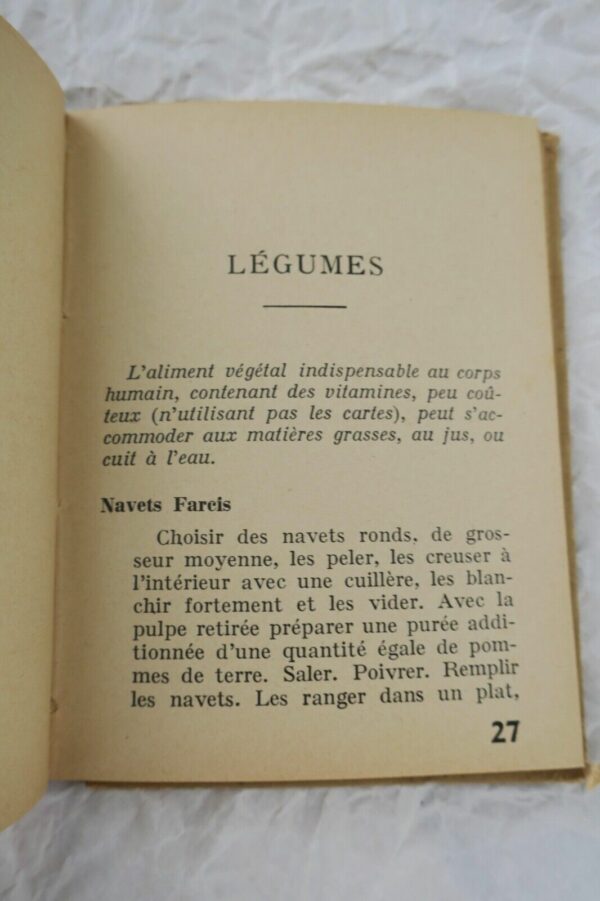 LÉGUMES
L'aliment végétal indispensable au corps
humain, contenant des vitamines, peu coû-
teux (n'utilisant pas les cartes), peut s'ac-
commoder aux matières grasses, au jus, ou
cuit à l'eau.
Navets Farcis
Choisir des navets ronds, de gros-
seur moyenne, les peler, les creuser à
l'intérieur avec une cuillère, les blan-
chir fortement et les vider. Avec la
pulpe retirée préparer une purée addi-
tionnée d'une quantité égale de pom-
mes de terre. Saler. Poivrer. Remplir
les navets. Les ranger dans un plat,
27